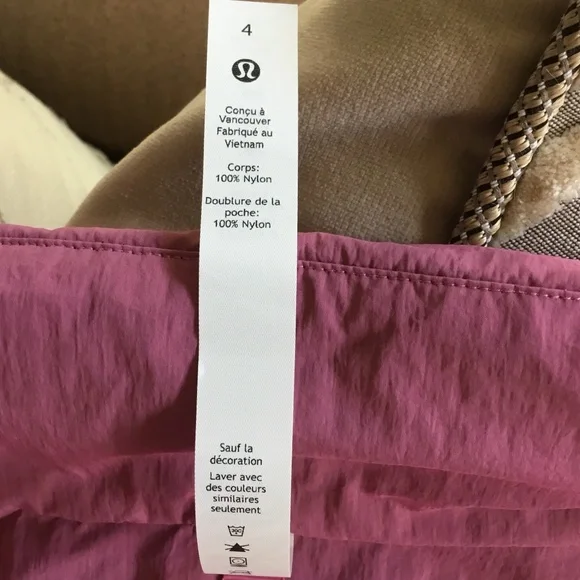 4
Conçu à
Vancouver
Fabriqué au
Vietnam
Corps:
100% Nylon
Doublure de la
poche:
100% Nylon
Sauf la
décoration
Laver avec
des couleurs
similaires
seulement